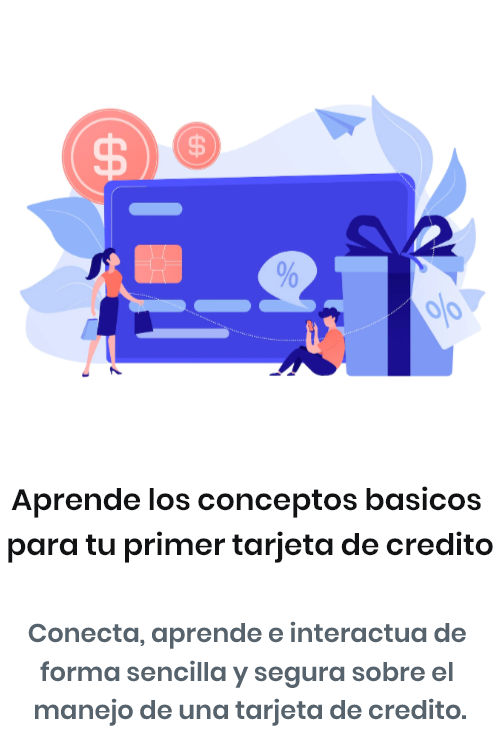 $
$
%
%
Aprende los conceptos basicos
para tu primer tarjeta de credito
Conecta, aprende e interactua de
forma sencilla y segura sobre el
manejo de una tarjeta de credito.